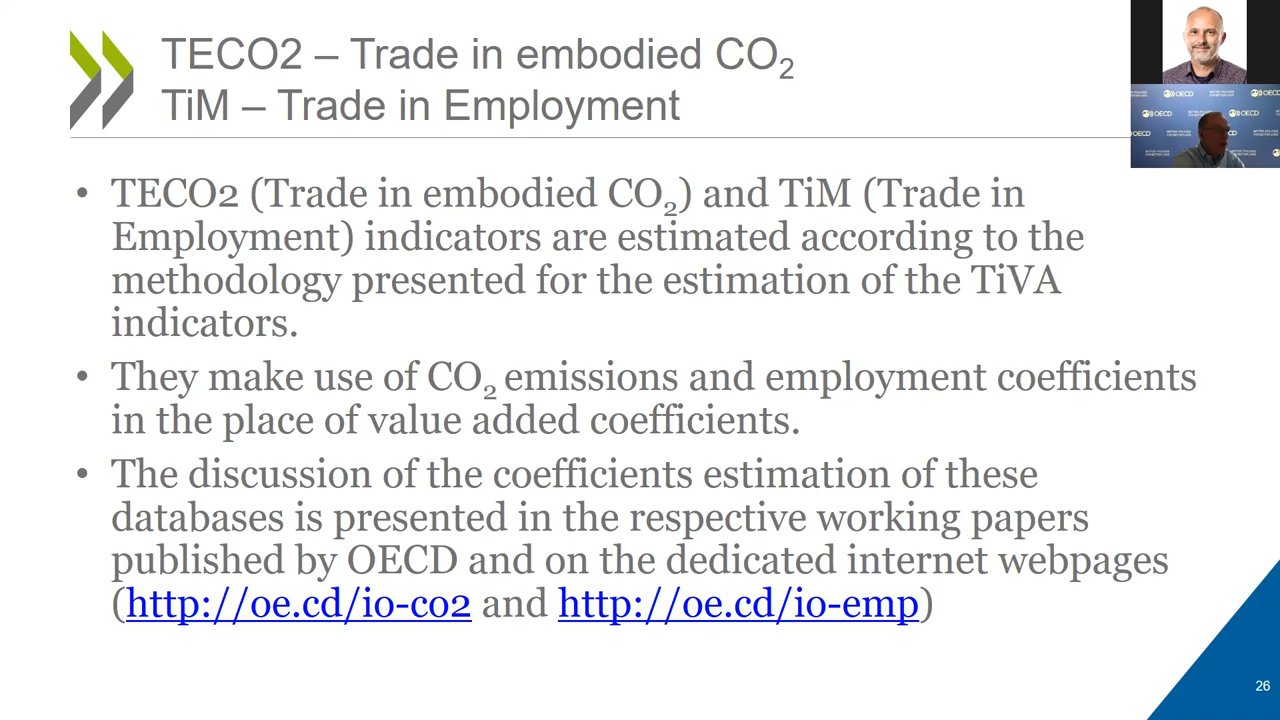 TECO2 – Trade in embodied CO₂
TiM – Trade in Employment
OECD
OECD
OECD
OECD
• TECO2 (Trade in embodied CO₂) and TiM (Trade in
Employment) indicators are estimated according to the
methodology presented for the estimation of the TiVA
indicators.
• They make use of CO₂ emissions and employment coefficients
in the place of value added coefficients.
• The discussion of the coefficients estimation of these
databases is presented in the respective working papers
published by OECD and on the dedicated internet webpages
(http://oe.cd/io-co2 and http://oe.cd/io-emp)
26